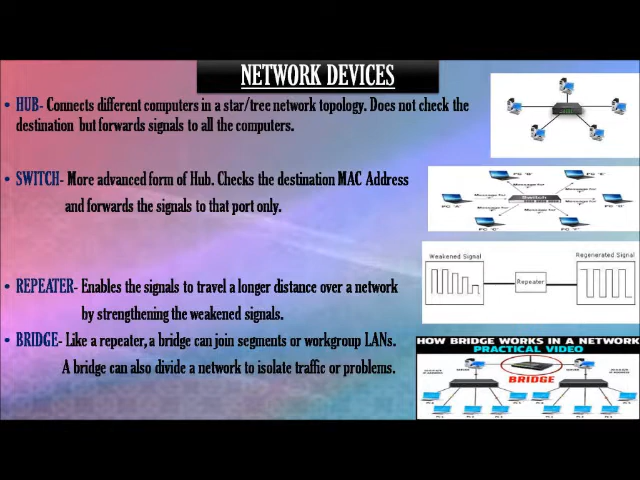 NETWORK DEVICES
• HUB- Connects different computers in a star/tree network topology. Does not check the
destination but forwards signals to all the computers.
• SWITCH- More advanced form of Hub. Checks the destination MAC Address
and forwards the signals to that port only.
Switch
• REPEATER- Enables the signals to travel a longer distance over a network
by strengthening the weakened signals.
Weakened Signal
Regenerated Signal
Repeater
• BRIDGE- Like a repeater, a bridge can join segments or workgroup LANs.
A bridge can also divide a network to isolate traffic or problems.
HOW BRIDGE WORKS IN A NETWORK
PRACTICAL VIDEO
BRIDGE